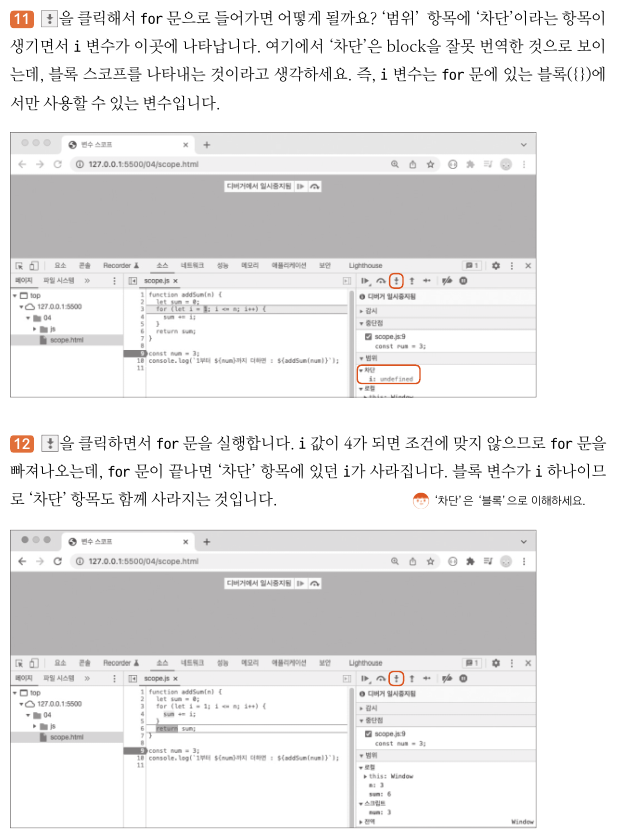 11 을 클릭해서 for 문으로 들어가면 어떻게 될까요? ‘범위’ 항목에 ‘차단’이라는 항목이
생기면서 i 변수가 이곳에 나타납니다. 여기에서 ‘차단’은 block을 잘못 번역한 것으로 보이
는데, 블록 스코프를 나타내는 것이라고 생각하세요. 즉, i 변수는 for 문에 있는 블록({})에
서만 사용할 수 있는 변수입니다.
변수 스코프
127.0.0.1:5500/04/scope.html
디버거에서 일시중지됨
요소 콘솔 Recorder 소스 네트워크 성능 메모리 애플리케이션 보안 Lighthouse 1
페이지 파일 시스템 » scope.js ×
top
127.0.0.1:5500
04
js
scope.html
1 function addSum(n) {
2 let sum = 0;
3 for (let i = 1; i <= n; i++) {
4 sum += i;
5 }
6 return sum;
7 }
8
9 const num = 3;
10 console.log(`1부터 ${num}까지 더하면 : ${addSum(num)}`);
11
디버거 일시중지됨
감시
중단점
scope.js:9
const num = 3;
범위
차단
i: undefined
로컬
this: Window
12 을 클릭하면서 for 문을 실행합니다. i 값이 4가 되면 조건에 맞지 않으므로 for 문을
빠져나오는데, for 문이 끝나면 ‘차단’ 항목에 있던 i가 사라집니다. 블록 변수가 i 하나이므
로 ‘차단’ 항목도 함께 사라지는 것입니다.
‘차단’은 ‘블록’으로 이해하세요.
변수 스코프
127.0.0.1:5500/04/scope.html
디버거에서 일시중지됨
요소 콘솔 Recorder 소스 네트워크 성능 메모리 애플리케이션 보안 Lighthouse 1
페이지 파일 시스템 » scope.js ×
top
127.0.0.1:5500
04
js
scope.html
1 function addSum(n) {
2 let sum = 0;
3 for (let i = 1; i <= n; i++) {
4 sum += i;
5 }
6 return sum;
7 }
8
9 const num = 3;
10 console.log(`1부터 ${num}까지 더하면 : ${addSum(num)}`);
11
디버거 일시중지됨
감시
중단점
scope.js:9
const num = 3;
범위
로컬
this: Window
n: 3
sum: 6
스크립트
num: 3
전역 Window